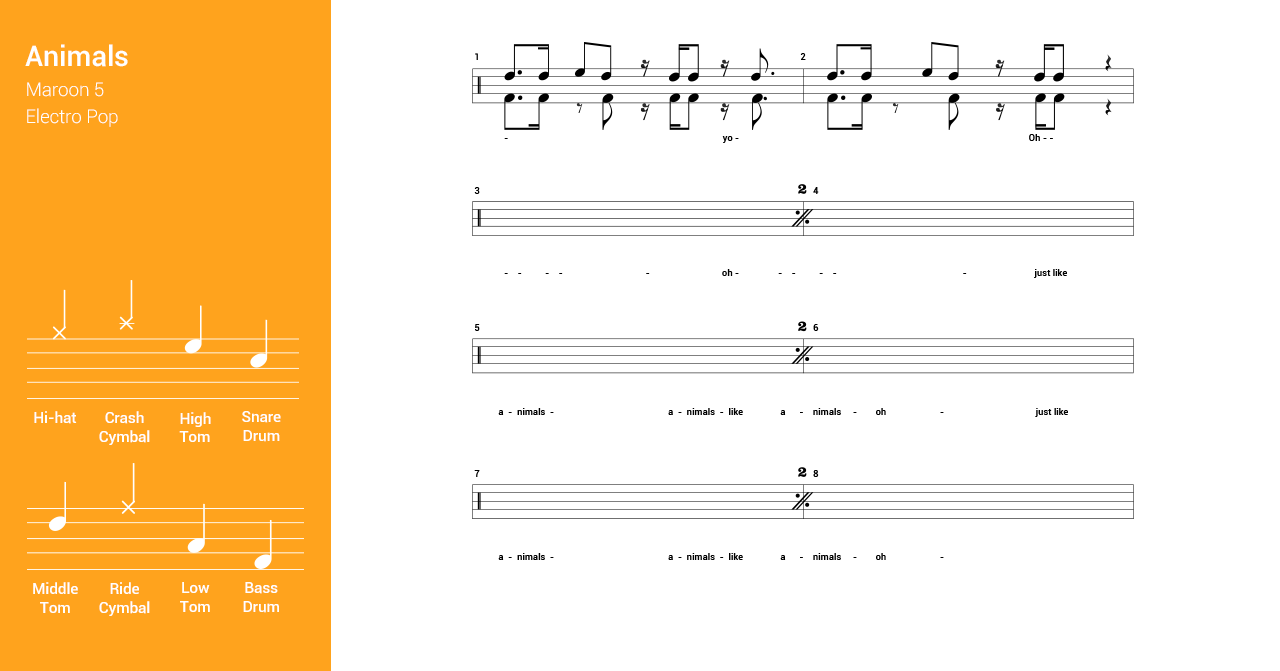 Animals
Maroon 5
Electro Pop
Hi-hat
Crash Cymbal
High Tom
Snare Drum
Middle Tom
Ride Cymbal
Low Tom
Bass Drum
1 2
- yo - Oh - -
3 2 4
- - - - - oh - - - - - - just like
5 2 6
a - nimals - a - nimals - like a - nimals - oh - just like
7 2 8
a - nimals - a - nimals - like a - nimals - oh -